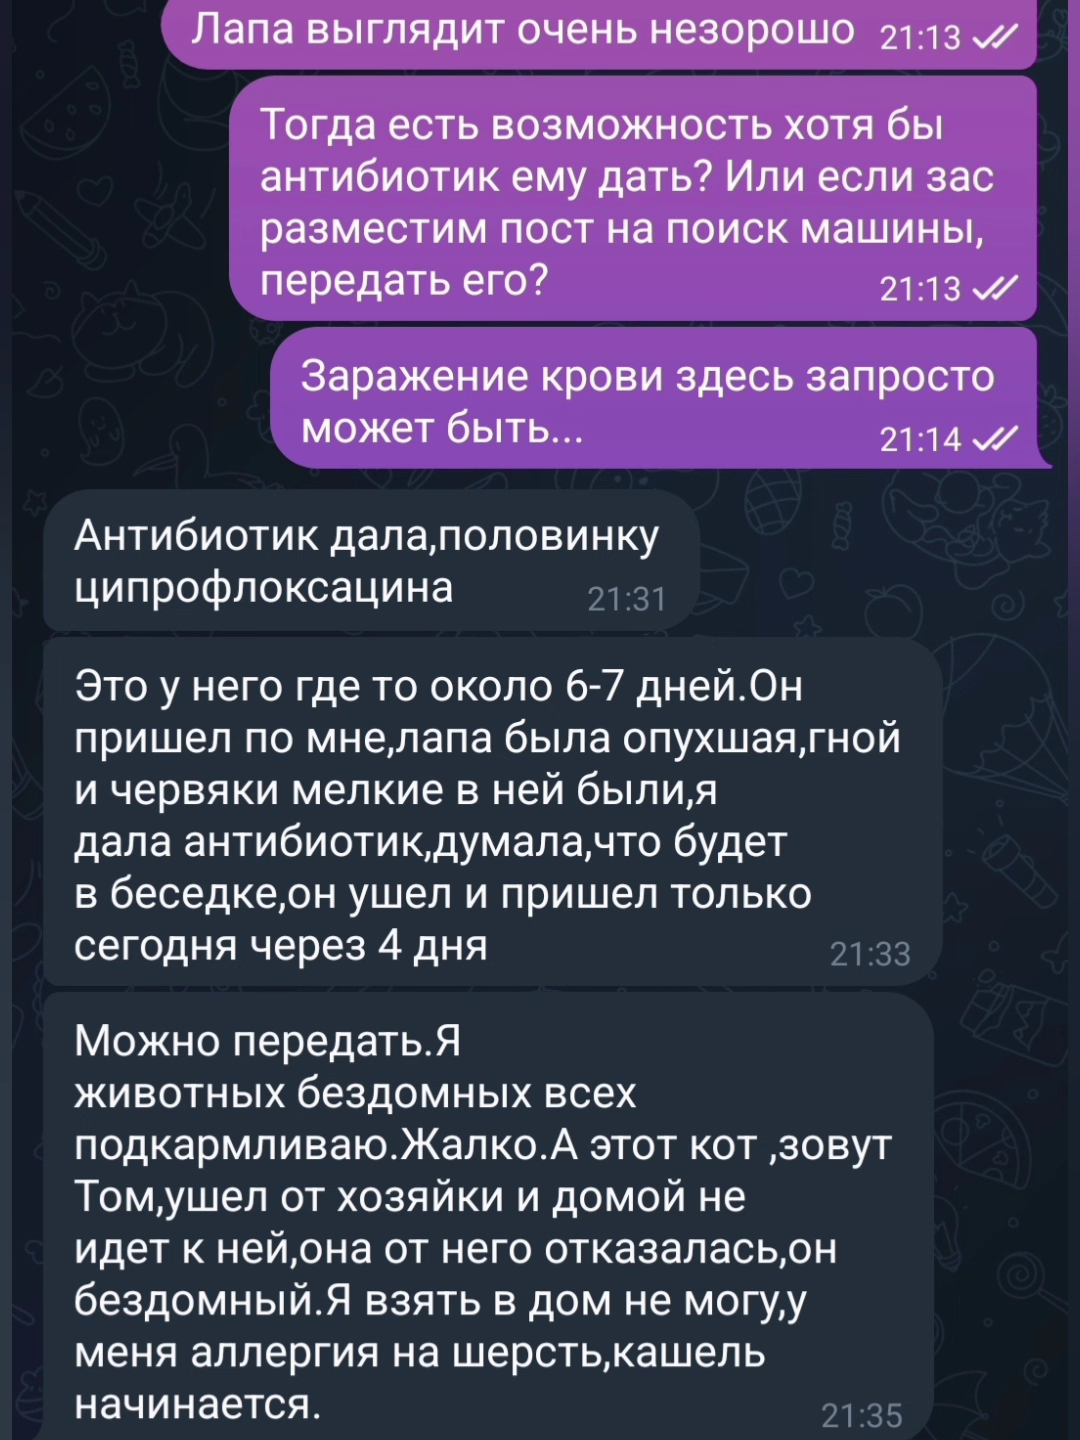 Лапа выглядит очень незорошо 21:13
Тогда есть возможность хотя бы
антибиотик ему дать? Или если зас
разместим пост на поиск машины,
передать его? 21:13
Заражение крови здесь запросто
может быть... 21:14
Антибиотик дала,половинку
ципрофлоксацина 21:31
Это у него где то около 6-7 дней.Он
пришел по мне,лапа была опухшая,гной
и червяки мелкие в ней были,я
дала антибиотик,думала,что будет
в беседке,он ушел и пришел только
сегодня через 4 дня 21:33
Можно передать.Я
животных бездомных всех
подкармливаю.Жалко.А этот кот ,зовут
Том,ушел от хозяйки и домой не
идет к ней,она от него отказалась,он
бездомный.Я взять в дом не могу,у
меня аллергия на шерсть,кашель
начинается. 21:35